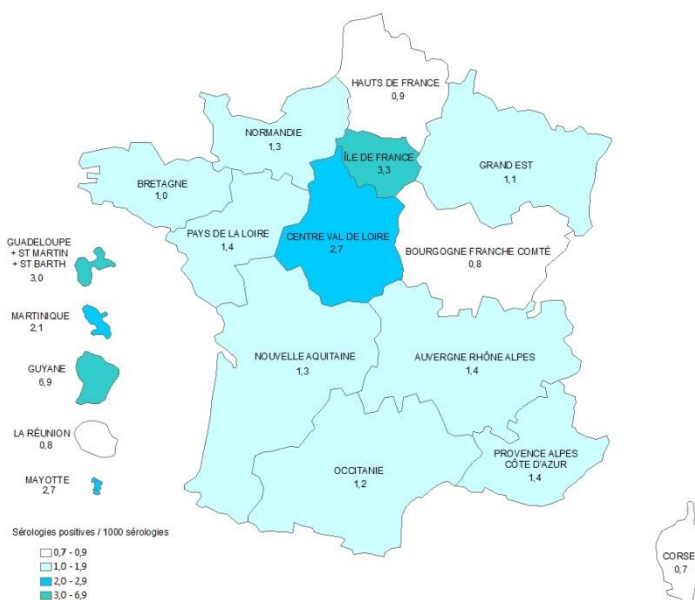 HAUTS DE FRANCE
0,9
NORMANDIE
1,3
ÎLE DE FRANCE
3,3
GRAND EST
1,1
BRETAGNE
1,0
PAYS DE LA LOIRE
1,4
CENTRE VAL DE LOIRE
2,7
BOURGOGNE FRANCHE COMTÉ
0,8
GUADELOUPE
+ ST MARTIN
+ ST BARTH
3,0
MARTINIQUE
2,1
GUYANE
6,9
LA RÉUNION
0,8
MAYOTTE
2,7
NOUVELLE AQUITAINE
1,3
AUVERGNE RHÔNE ALPES
1,4
OCCITANIE
1,2
PROVENCE ALPES
CÔTE D'AZUR
1,4
CORSE
0,7
Sérologies positives / 1000 sérologies
0,7 - 0,9
1,0 - 1,9
2,0 - 2,9
3,0 - 6,9